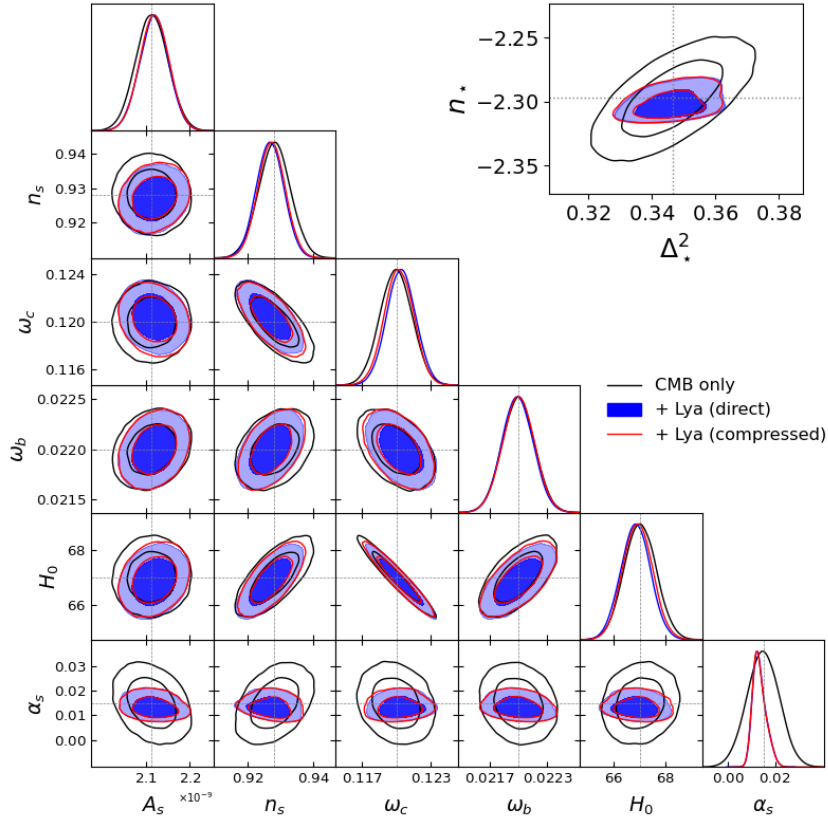 −2.25
−2.30
−2.35
n⋆
0.32 0.34 0.36 0.38
Δ²⋆
0.94
0.92
n_s
0.124
0.120
0.116
ω_c
CMB only
+ Lya (direct)
+ Lya (compressed)
0.0225
0.0220
0.0215
ω_b
68
66
H_0
0.03
0.02
0.01
0.00
α_s
2.1 2.2 0.92 0.94 0.117 0.123 0.0217 0.0223 66 68 0.00 0.02
×10⁻⁹
A_s n_s ω_c ω_b H_0 α_s